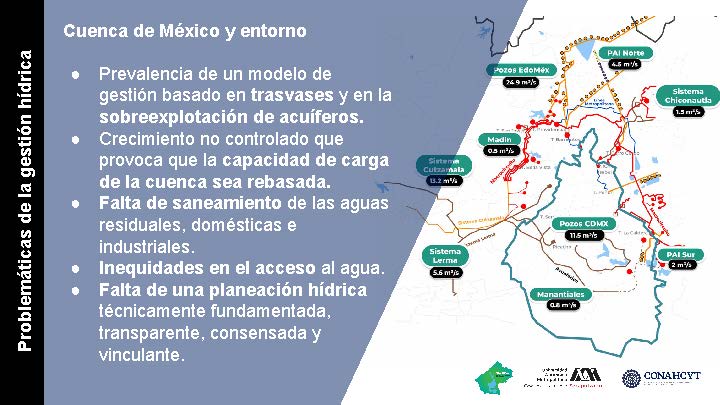 Cuenca de México y entorno
Problemáticas de la gestión hídrica
● Prevalencia de un modelo de
gestión basado en trasvases y en la
sobreexplotación de acuíferos.
● Crecimiento no controlado que
provoca que la capacidad de carga
de la cuenca sea rebasada.
● Falta de saneamiento de las aguas
residuales, domésticas e
industriales.
● Inequidades en el acceso al agua.
● Falta de una planeación hídrica
técnicamente fundamentada,
transparente, consensada y
vinculante.
PAI Norte
4.5 m³/s
Pozos EdoMéx
24.9 m³/s
Sistema
Chiconautla
1.5 m³/s
Madín
0.5 m³/s
Sistema
Cutzamala
13.2 m³/s
Pozos CDMX
11.5 m³/s
Sistema
Lerma
5.6 m³/s
PAI Sur
2 m³/s
Manantiales
0.8 m³/s
Universidad
Autónoma
Metropolitana
CONAHCYT